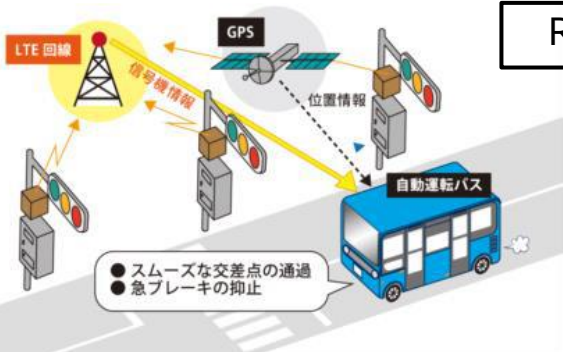 LTE 回線
GPS
R
信号機情報
位置情報
自動運転バス
● スムーズな交差点の通過
● 急ブレーキの抑止